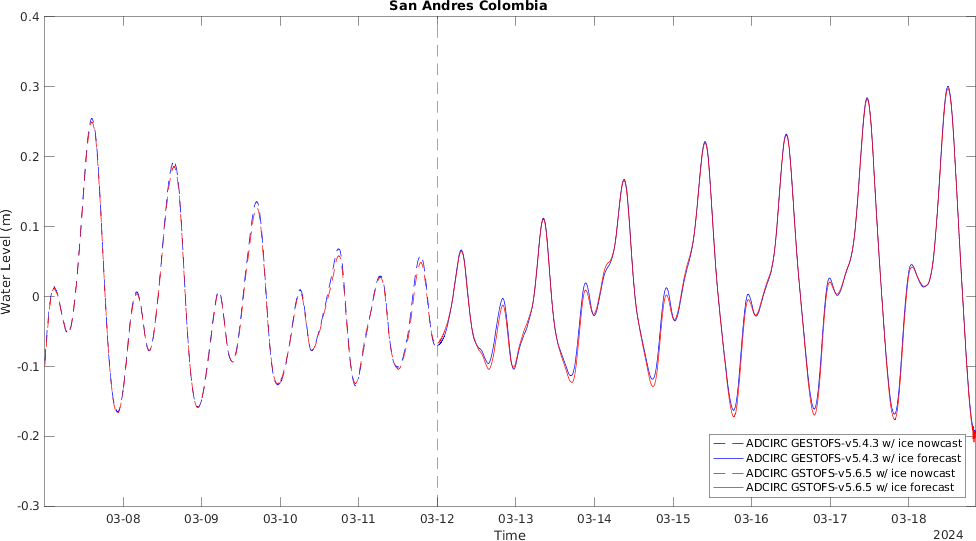 San Andres Colombia
0.4
0.3
0.2
0.1
0
-0.1
-0.2
-0.3
Water Level (m)
ADCIRC GESTOFS-v5.4.3 w/ ice nowcast
ADCIRC GESTOFS-v5.4.3 w/ ice forecast
ADCIRC GSTOFS-v5.6.5 w/ ice nowcast
ADCIRC GSTOFS-v5.6.5 w/ ice forecast
03-08 03-09 03-10 03-11 03-12 03-13 03-14 03-15 03-16 03-17 03-18
Time
2024